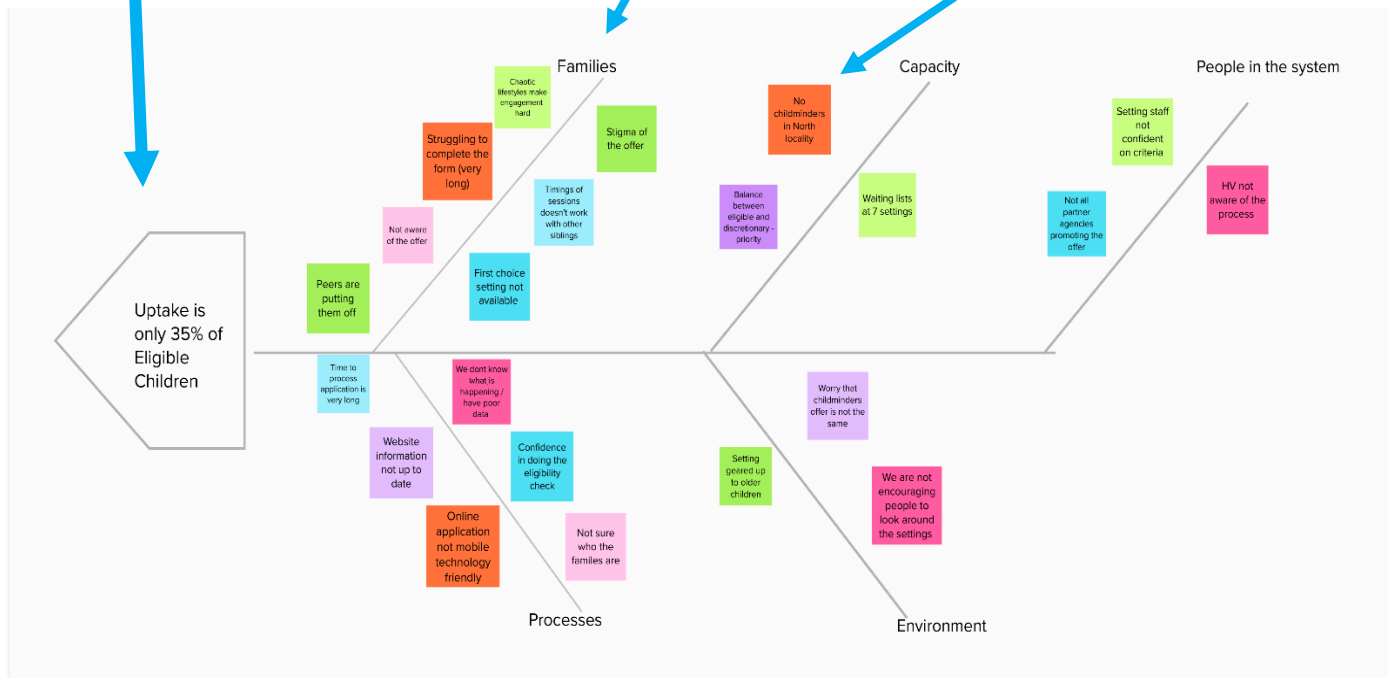 Families
Capacity
People in the system
Chaotic
lifestyles make
engagement
hard
Stigma of
the offer
Struggling to
complete the
form (very
long)
Timings of
sessions
doesn't work
with other
siblings
Not aware
of the offer
First choice
setting not
available
Peers are
putting
them off
No
childminders
in North
locality
Balance
between
eligible and
discretionary -
priority
Waiting lists
at 7 settings
Setting staff
not
confident
on criteria
Not all
partner
agencies
promoting the
offer
HV not
aware of the
process
Uptake is
only 35% of
Eligible
Children
Time to
process
application is
very long
We dont know
what is
happening /
have poor
data
Website
information
not up to
date
Confidence
in doing the
eligibility
check
Online
application
not mobile
technology
friendly
Not sure
who the
familes are
Worry that
childminders
offer is not the
same
Setting
geared up
to older
children
We are not
encouraging
people to
look around
the settings
Processes
Environment